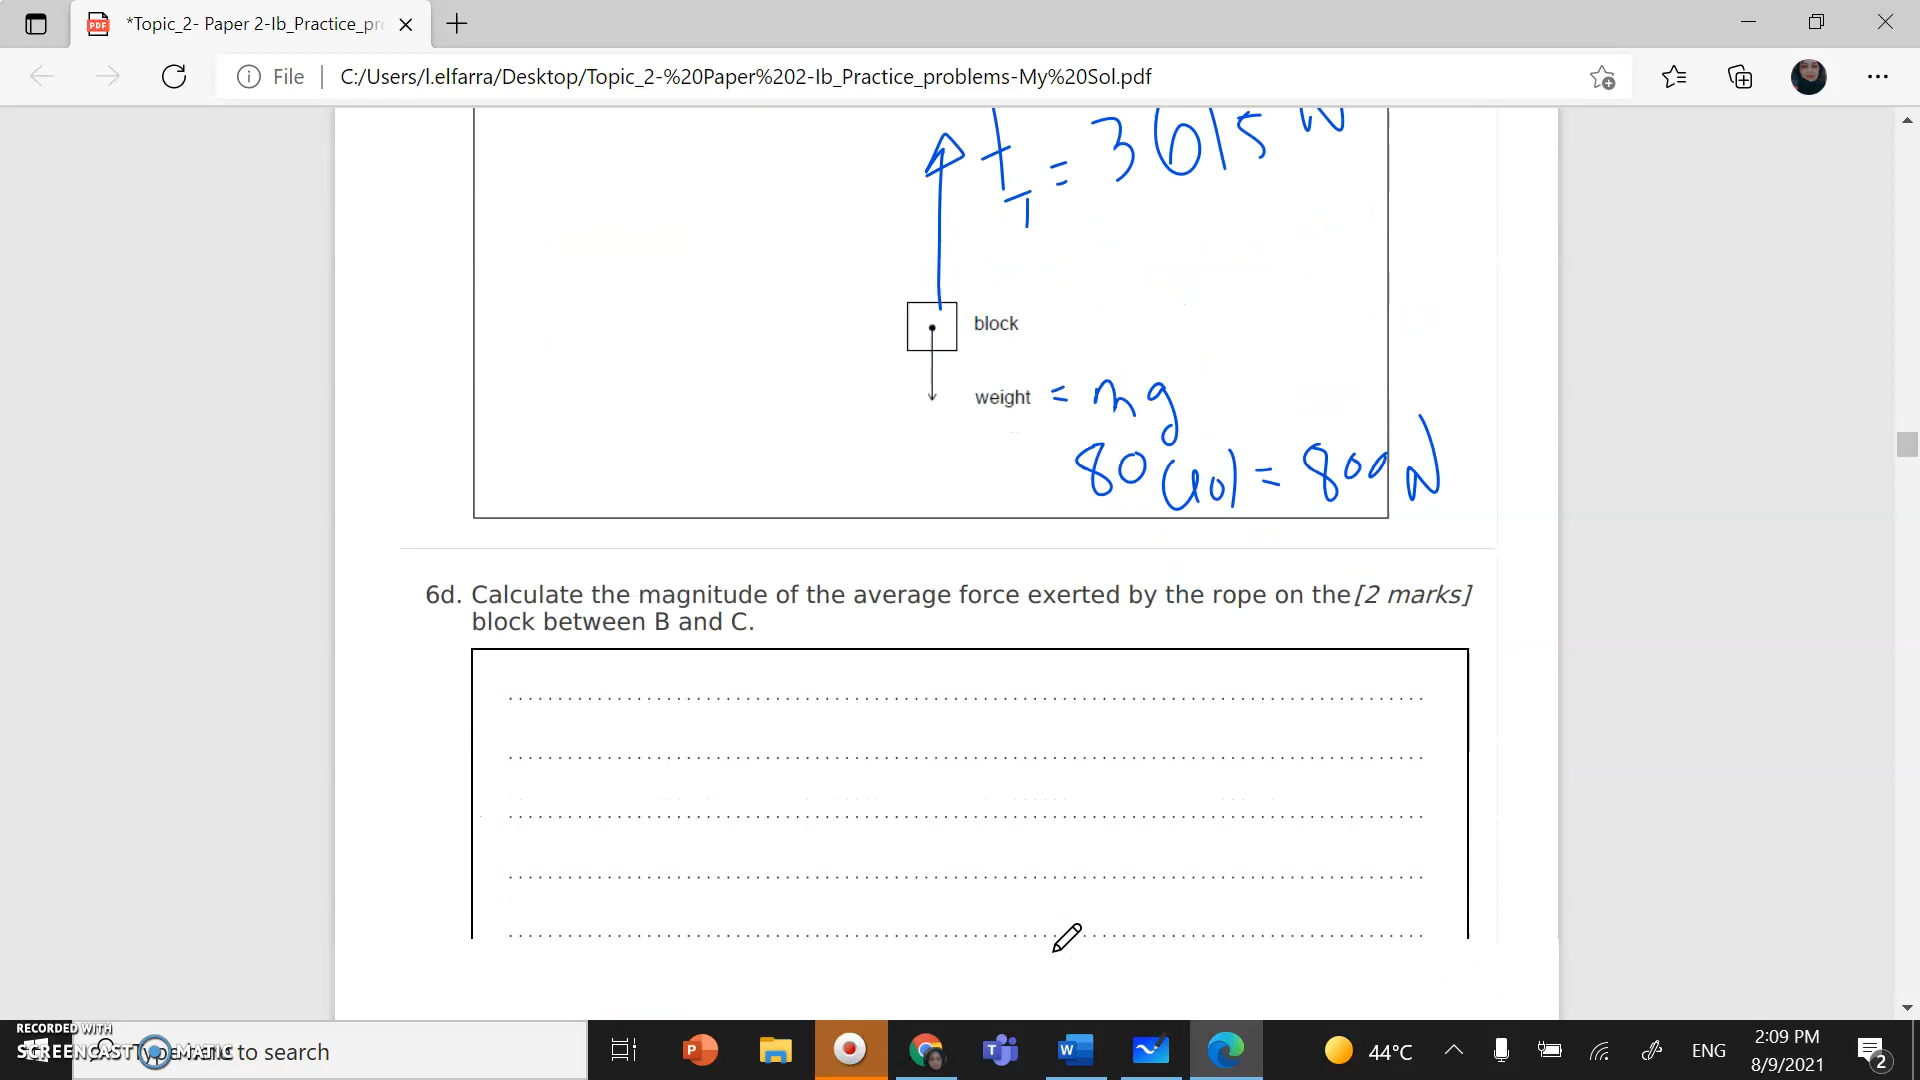 *Topic_2- Paper 2-Ib_Practice_pr
File
C:/Users/l.elfarra/Desktop/Topic_2-%20Paper%202-Ib_Practice_problems-My%20Sol.pdf
= 3615 N
T
block
weight = mg
80 (10) = 800 N
6d. Calculate the magnitude of the average force exerted by the rope on the [2 marks]
block between B and C.
RECORDED WITH
SCREENCAST MATIC
to search
44°C
ENG
2:09 PM
8/9/2021
2